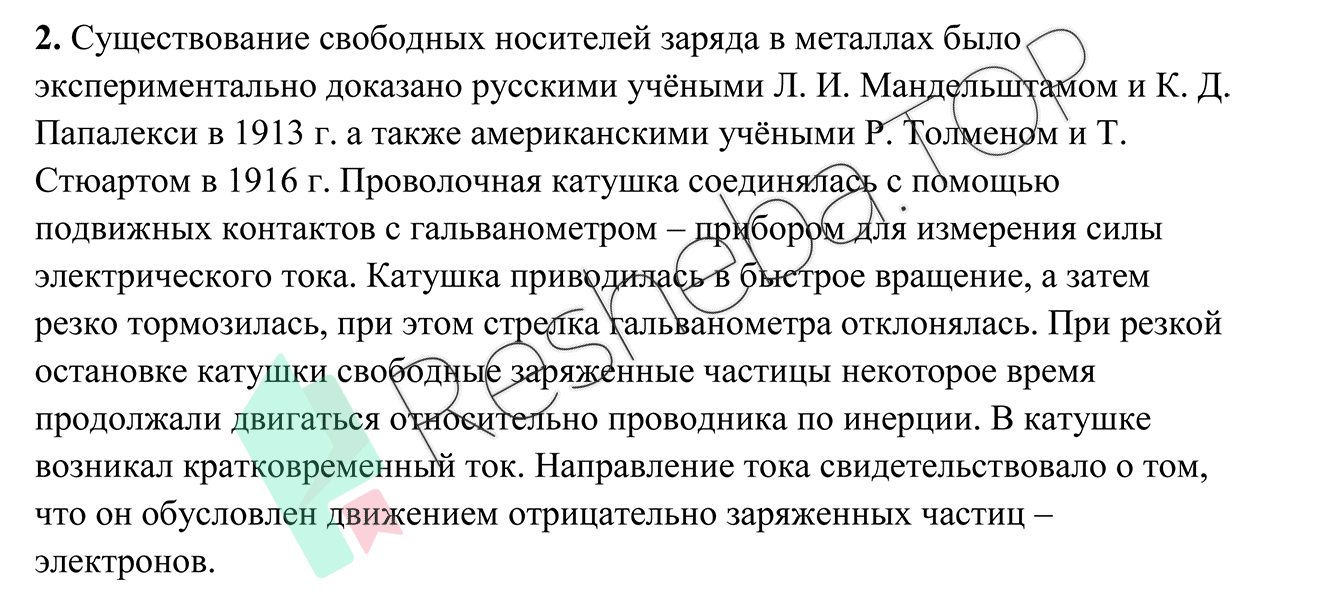 2. Существование свободных носителей заряда в металлах было
экспериментально доказано русскими учёными Л. И. Мандельштамом и К. Д.
Папалекси в 1913 г. а также американскими учёными Р. Толменом и Т.
Стюартом в 1916 г. Проволочная катушка соединялась с помощью
подвижных контактов с гальванометром – прибором для измерения силы
электрического тока. Катушка приводилась в быстрое вращение, а затем
резко тормозилась, при этом стрелка гальванометра отклонялась. При резкой
остановке катушки свободные заряженные частицы некоторое время
продолжали двигаться относительно проводника по инерции. В катушке
возникал кратковременный ток. Направление тока свидетельствовало о том,
что он обусловлен движением отрицательно заряженных частиц –
электронов.
Resheba.TOP